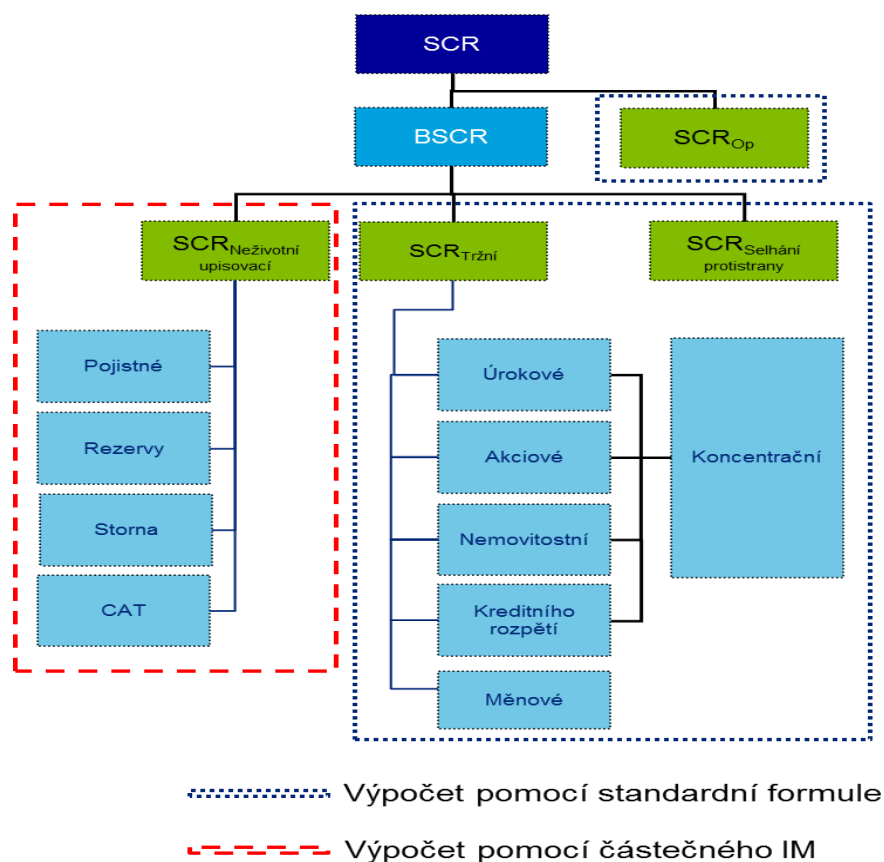 SCR
BSCR
SCROp
SCRNeživotní
upisovací
SCRTržní
SCRSelhání
protistrany
Pojistné
Rezervy
Storna
CAT
Úrokové
Akciové
Nemovitostní
Kreditního
rozpětí
Měnové
Koncentrační
Výpočet pomocí standardní formule
Výpočet pomocí částečného IM